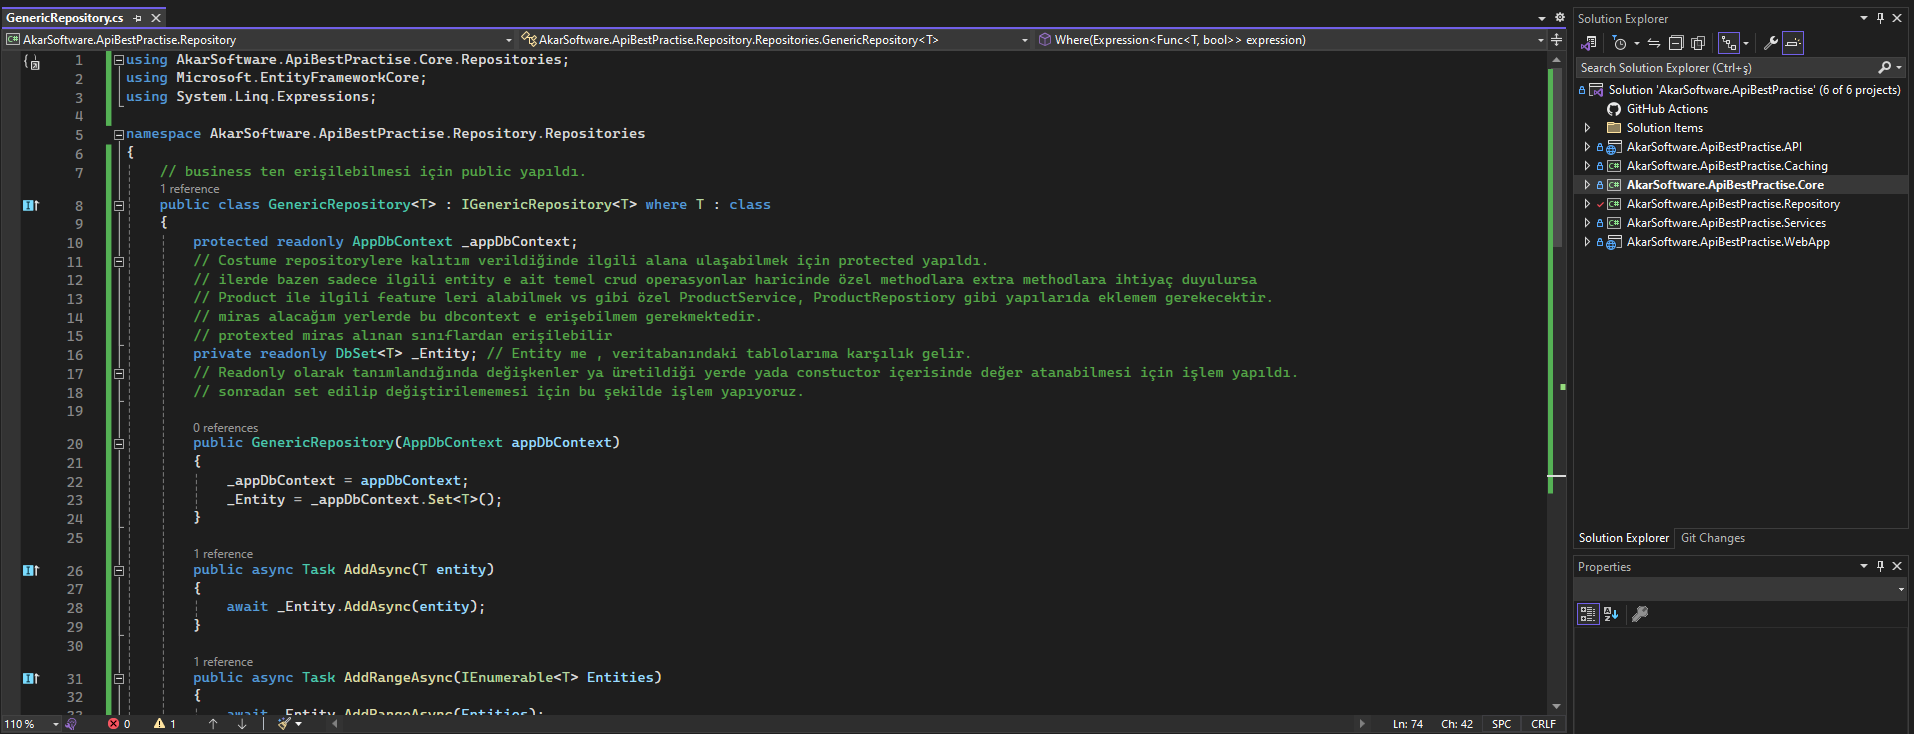 GenericRepository.cs
AkarSoftware.ApiBestPractise.Repository
AkarSoftware.ApiBestPractise.Repository.Repositories.GenericRepository<T>
Where(Expression<Func<T, bool>> expression)
1 using AkarSoftware.ApiBestPractise.Core.Repositories;
2 using Microsoft.EntityFrameworkCore;
3 using System.Linq.Expressions;
4
5 namespace AkarSoftware.ApiBestPractise.Repository.Repositories
6 {
7 // business ten erişilebilmesi için public yapıldı.
1 reference
8 public class GenericRepository<T> : IGenericRepository<T> where T : class
9 {
10 protected readonly AppDbContext _appDbContext;
11 // Costume repositorylere kalıtım verildiğinde ilgili alana ulaşabilmek için protected yapıldı.
12 // ilerde bazen sadece ilgili entity e ait temel crud operasyonlar haricinde özel methodlara extra methodlara ihtiyaç duyulursa
13 // Product ile ilgili feature leri alabilmek vs gibi özel ProductService, ProductRepostiory gibi yapılarıda eklemem gerekecektir.
14 // miras alacağım yerlerde bu dbcontext e erişebilmem gerekmektedir.
15 // protexted miras alınan sınıflardan erişilebilir
16 private readonly DbSet<T> _Entity; // Entity me , veritabanındaki tablolarıma karşılık gelir.
17 // Readonly olarak tanımlandığında değişkenler ya üretildiği yerde yada constuctor içerisinde değer atanabilmesi için işlem yapıldı.
18 // sonradan set edilip değiştirilememesi için bu şekilde işlem yapıyoruz.
19
0 references
20 public GenericRepository(AppDbContext appDbContext)
21 {
22 _appDbContext = appDbContext;
23 _Entity = _appDbContext.Set<T>();
24 }
25
1 reference
26 public async Task AddAsync(T entity)
27 {
28 await _Entity.AddAsync(entity);
29 }
30
1 reference
31 public async Task AddRangeAsync(IEnumerable<T> Entities)
32 {
33 await _Entity.AddRangeAsync(Entities);
110 %
0
1
Ln: 74 Ch: 42 SPC CRLF
Solution Explorer
Search Solution Explorer (Ctrl+ş)
Solution 'AkarSoftware.ApiBestPractise' (6 of 6 projects)
GitHub Actions
Solution Items
AkarSoftware.ApiBestPractise.API
AkarSoftware.ApiBestPractise.Caching
AkarSoftware.ApiBestPractise.Core
AkarSoftware.ApiBestPractise.Repository
AkarSoftware.ApiBestPractise.Services
AkarSoftware.ApiBestPractise.WebApp
Solution Explorer Git Changes
Properties